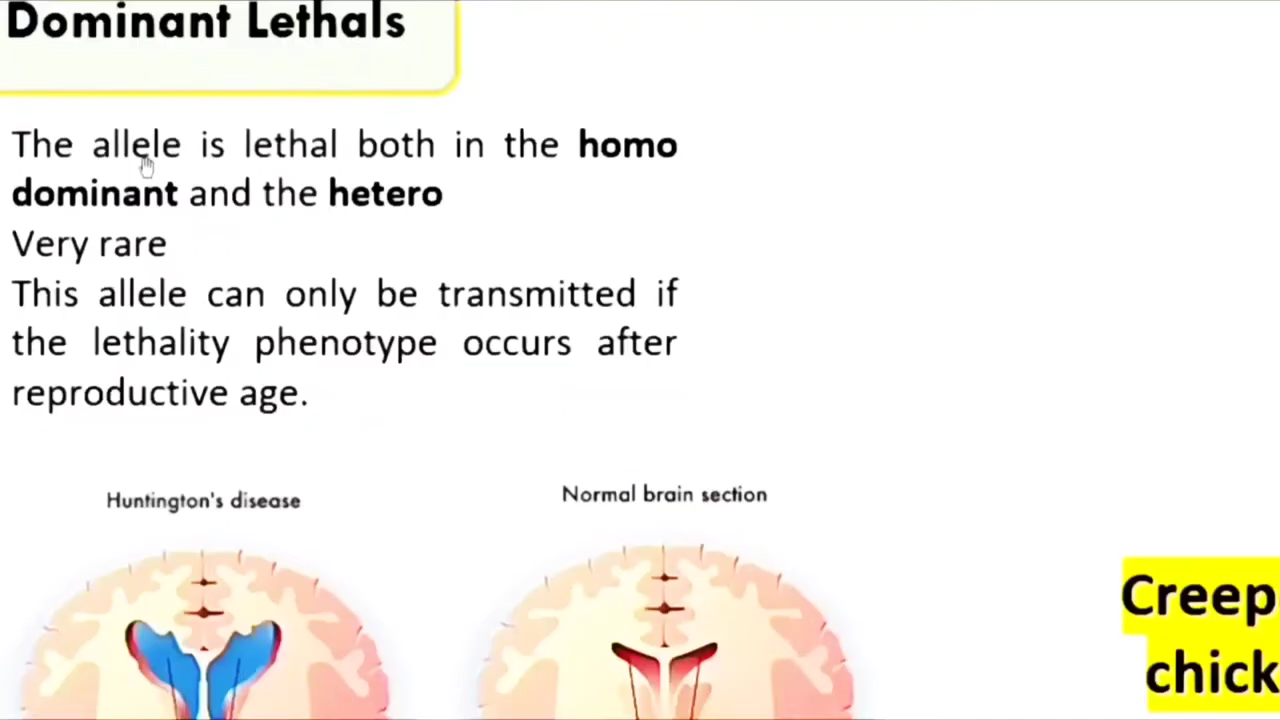 Dominant Lethals
The allele is lethal both in the homo
dominant and the hetero
Very rare
This allele can only be transmitted if
the lethality phenotype occurs after
reproductive age.
Huntington's disease
Normal brain section
Creep
chick